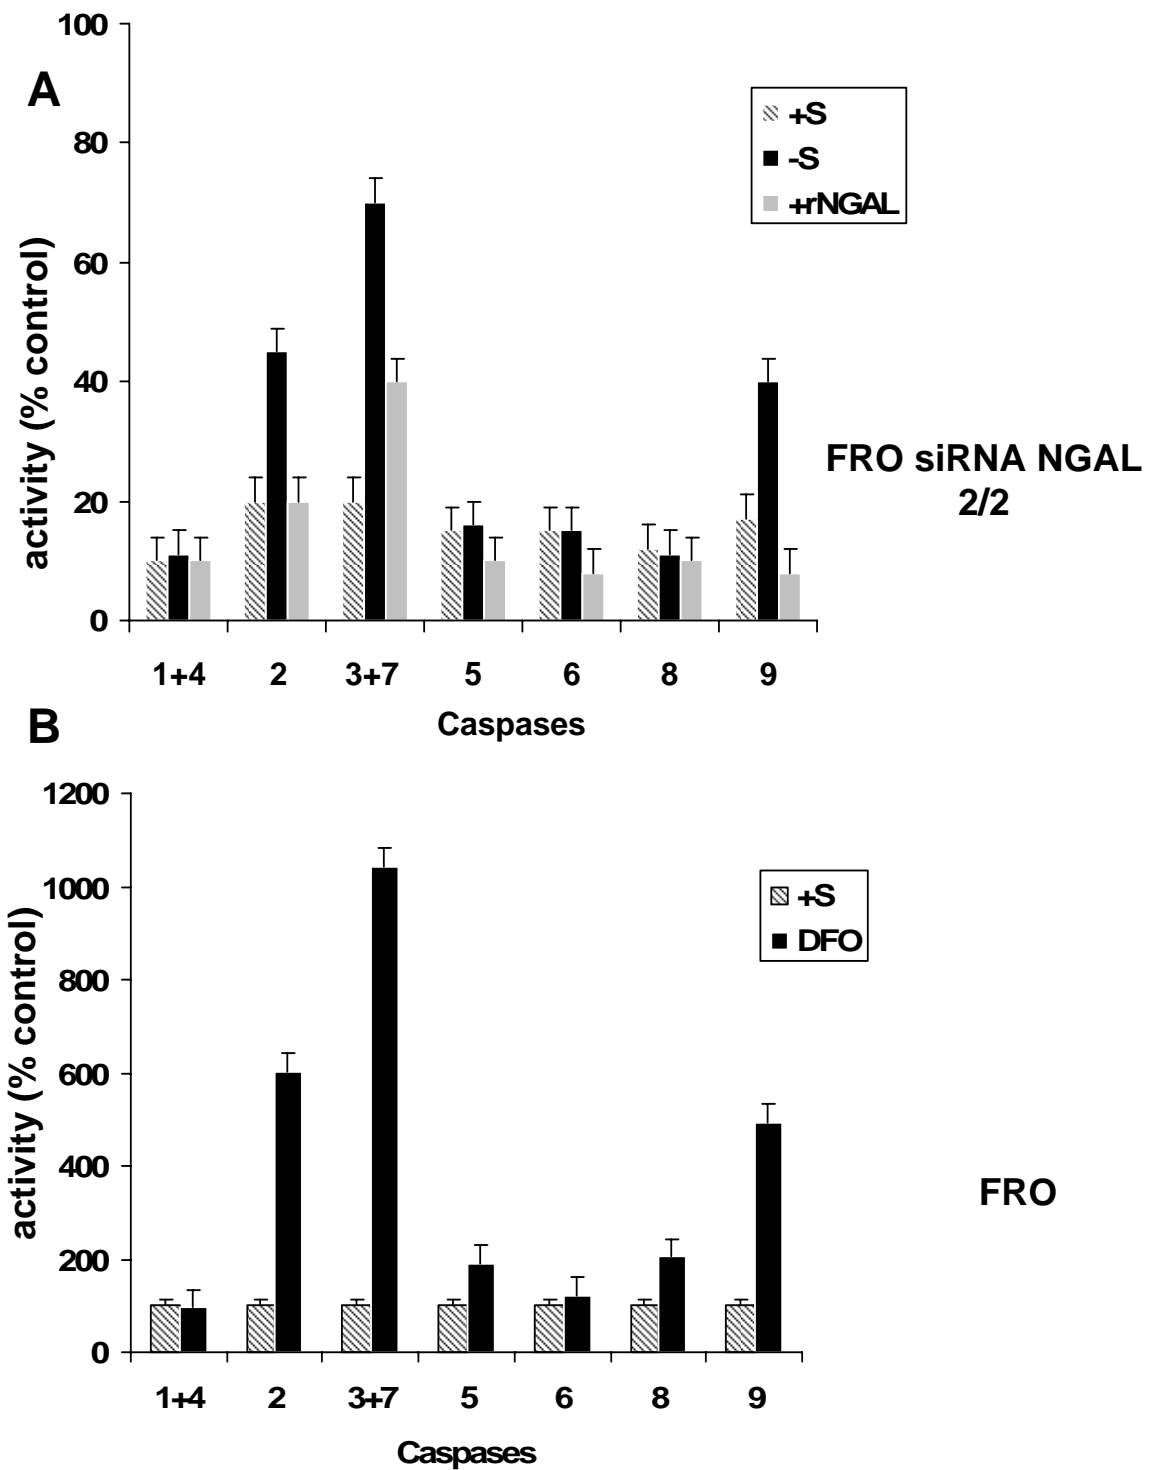 A
activity (% control)
100
80
60
40
20
0
+S
-S
+rNGAL
FRO siRNA NGAL
2/2
1+4 2 3+7 5 6 8 9
Caspases
B
activity (% control)
1200
1000
800
600
400
200
0
+S
DFO
FRO
1+4 2 3+7 5 6 8 9
Caspases